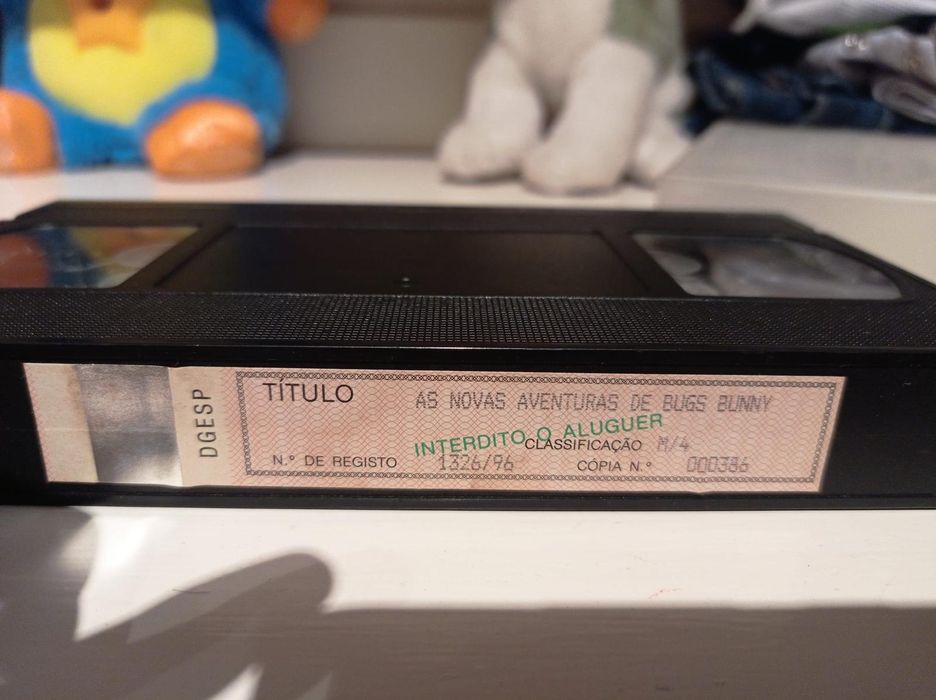 DGESP
TÍTULO AS NOVAS AVENTURAS DE BUGS BUNNY
INTERDITO O ALUGUER
CLASSIFICAÇÃO M/4
N.º DE REGISTO 1326/96 CÓPIA N.º 000386